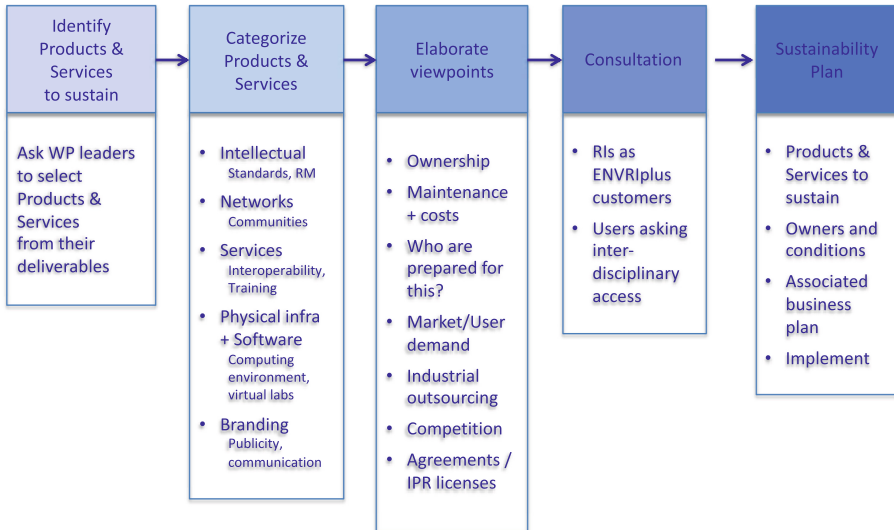 Identify
Products &
Services
to sustain
Ask WP leaders
to select
Products &
Services
from their
deliverables
Categorize
Products &
Services
• Intellectual
Standards, RM
• Networks
Communities
• Services
Interoperability,
Training
• Physical infra
+ Software
Computing
environment,
virtual labs
• Branding
Publicity,
communication
Elaborate
viewpoints
• Ownership
• Maintenance
+ costs
• Who are
prepared for
this?
• Market/User
demand
• Industrial
outsourcing
• Competition
• Agreements /
IPR licenses
Consultation
• RIs as
ENVRIplus
customers
• Users asking
inter-
disciplinary
access
Sustainability
Plan
• Products &
Services to
sustain
• Owners and
conditions
• Associated
business
plan
• Implement